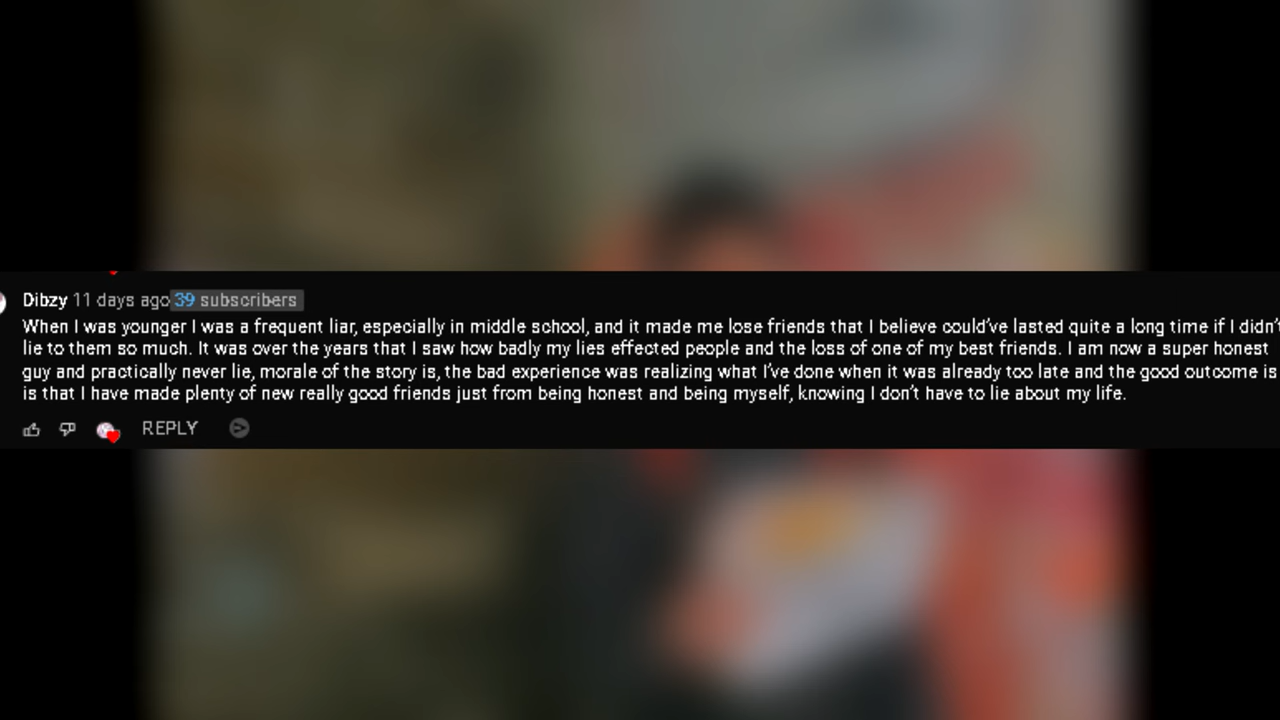 Dibzy 11 days ago 39 subscribers
When I was younger I was a frequent liar, especially in middle school, and it made me lose friends that I believe could've lasted quite a long time if I didn't
lie to them so much. It was over the years that I saw how badly my lies effected people and the loss of one of my best friends. I am now a super honest
guy and practically never lie, morale of the story is, the bad experience was realizing what I've done when it was already too late and the good outcome is
is that I have made plenty of new really good friends just from being honest and being myself, knowing I don't have to lie about my life.
REPLY